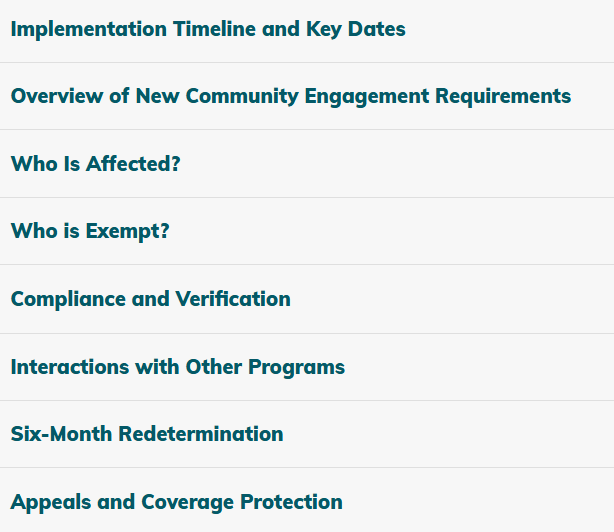 Implementation Timeline and Key Dates
Overview of New Community Engagement Requirements
Who Is Affected?
Who is Exempt?
Compliance and Verification
Interactions with Other Programs
Six-Month Redetermination
Appeals and Coverage Protection